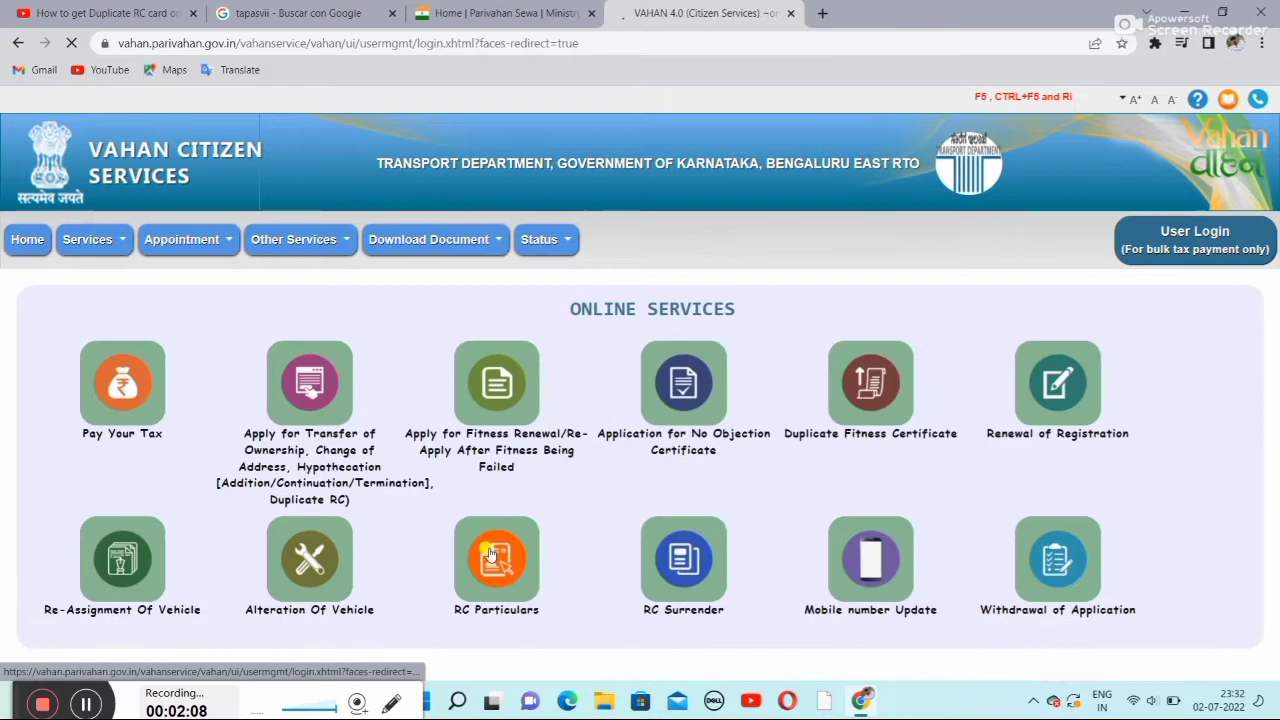 How to get Duplicate RC card on
tapasvii - Buscar con Google
Home | Parivahan Sewa | Ministry
VAHAN 4.0 (Citizen Services) ~or
Apowersoft
Screen Recorder
vahan.parivahan.gov.in/vahanservice/vahan/ui/usermgmt/login.xhtml?faces-redirect=true
Gmail
YouTube
Maps
Translate
F5 , CTRL+F5 and Ri
A+ A A-
VAHAN CITIZEN
SERVICES
सत्यमेव जयते
TRANSPORT DEPARTMENT, GOVERNMENT OF KARNATAKA, BENGALURU EAST RTO
TRANSPORT DEPARTMENT
Vahan
वाहन
Home
Services
Appointment
Other Services
Download Document
Status
User Login
(For bulk tax payment only)
ONLINE SERVICES
Pay Your Tax
Apply for Transfer of
Ownership, Change of
Address, Hypothecation
[Addition/Continuation/Termination],
Duplicate RC)
Apply for Fitness Renewal/Re-
Apply After Fitness Being
Failed
Application for No Objection
Certificate
Duplicate Fitness Certificate
Renewal of Registration
Re-Assignment Of Vehicle
Alteration Of Vehicle
RC Particulars
RC Surrender
Mobile number Update
Withdrawal of Application
https://vahan.parivahan.gov.in/vahanservice/vahan/ui/usermgmt/login.xhtml?faces-redirect=...
Recording...
00:02:08
DELL
ENG
IN
23:32
02-07-2022